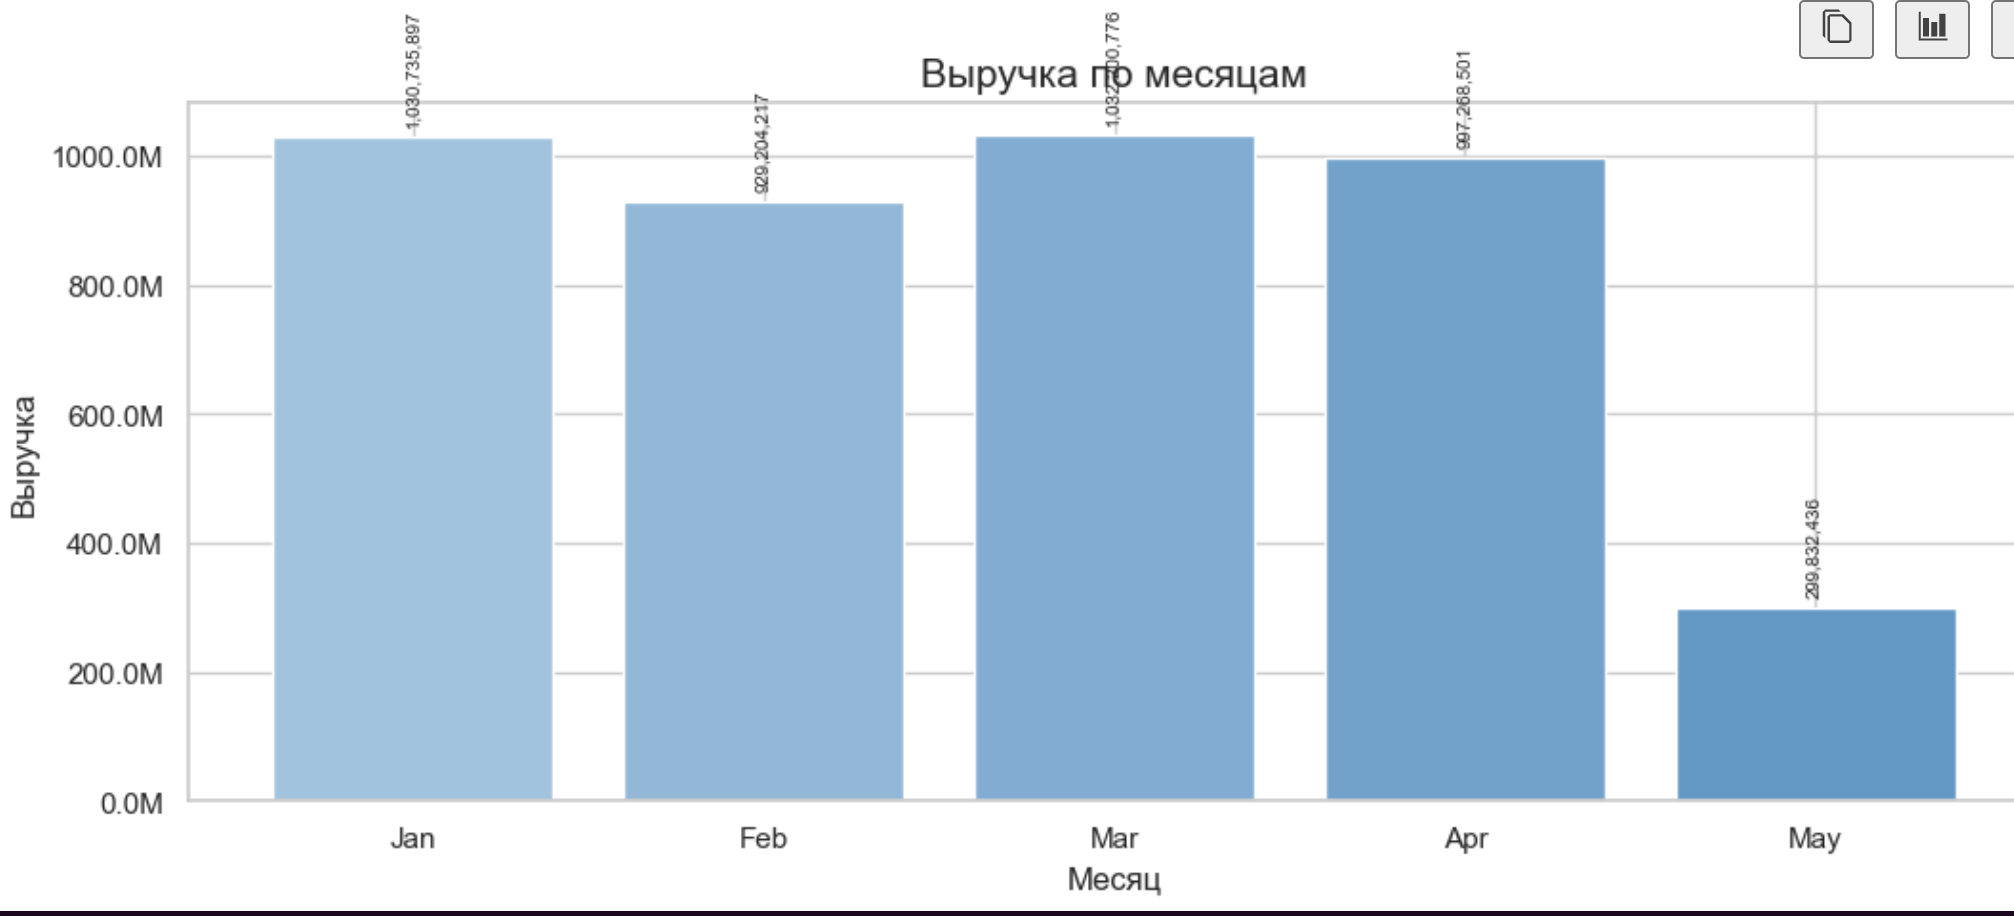 Выручка по месяцам
1,030,735,897
929,204,217
997,268,501
299,832,436
1000.0M
800.0M
600.0M
400.0M
200.0M
0.0M
Выручка
Jan Feb Mar Apr May
Месяц